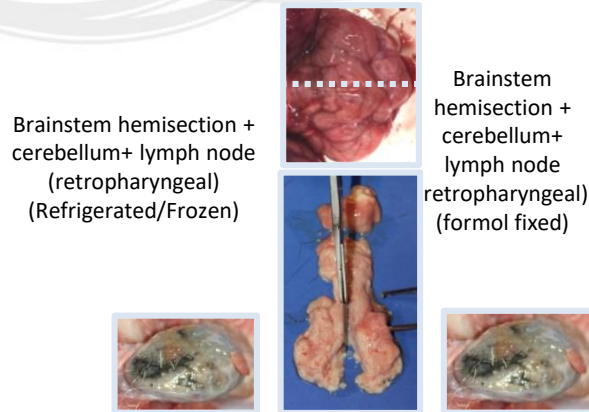 Brainstem hemisection +
cerebellum+ lymph node
(retropharyngeal)
(Refrigerated/Frozen)
Brainstem
hemisection +
cerebellum+
lymph node
retropharyngeal)
(formol fixed)